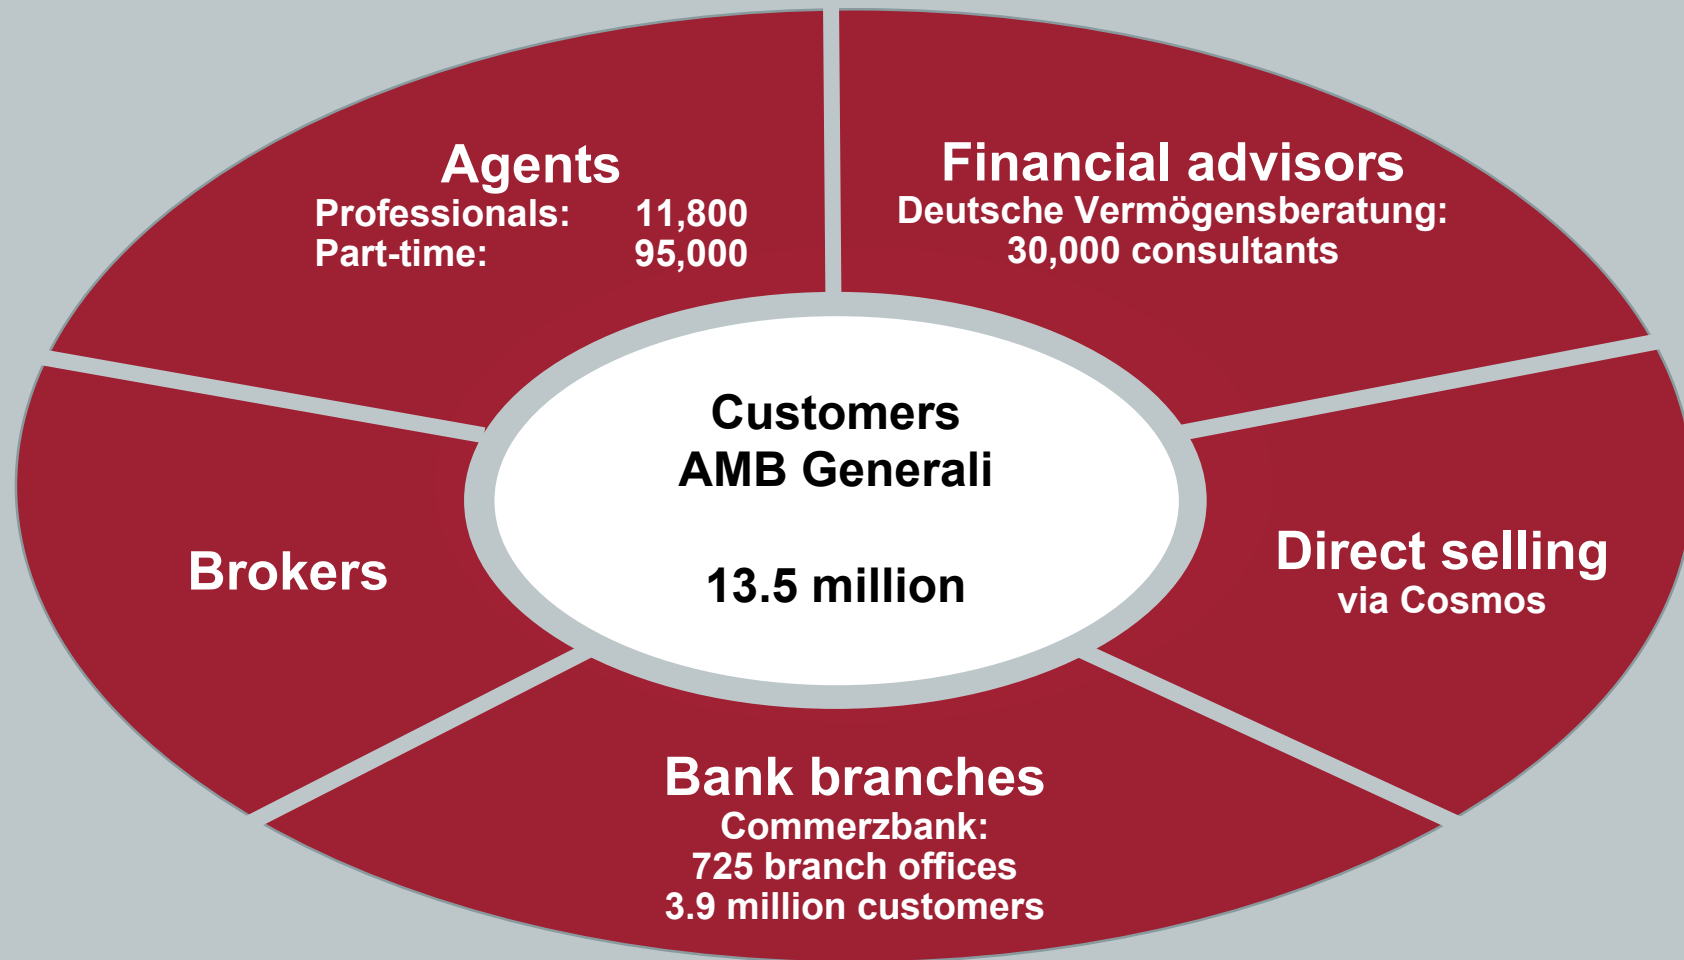 Agents
Professionals: 11,800
Part-time: 95,000
Financial advisors
Deutsche Vermögensberatung:
30,000 consultants
Customers
AMB Generali
13.5 million
Brokers
Direct selling
via Cosmos
Bank branches
Commerzbank:
725 branch offices
3.9 million customers